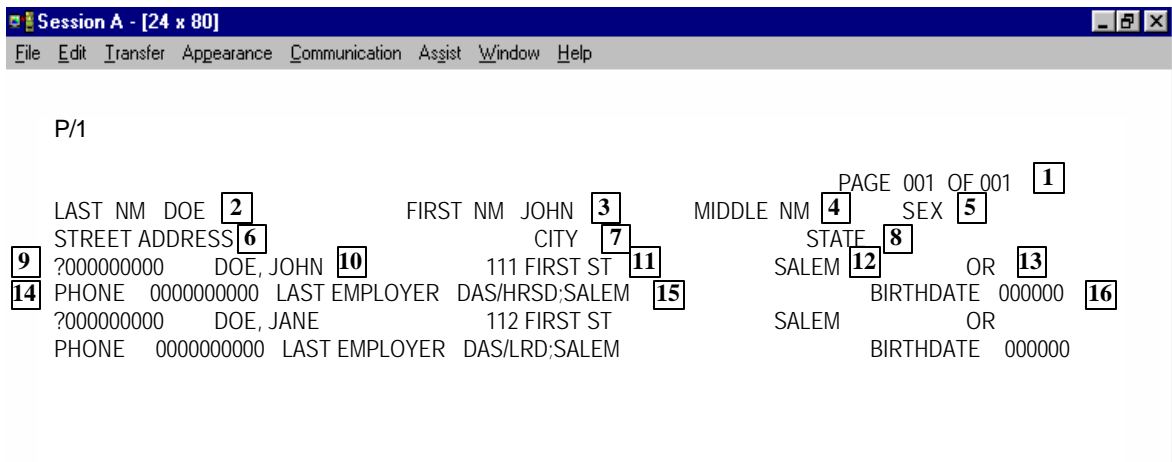 Session A - [24 x 80]
File Edit Transfer Appearance Communication Assist Window Help
P/1
PAGE 001 OF 001 1
LAST NM DOE 2 FIRST NM JOHN 3 MIDDLE NM 4 SEX 5
STREET ADDRESS 6 CITY 7 STATE 8
9 ?000000000 DOE, JOHN 10 111 FIRST ST 11 SALEM 12 OR 13
14 PHONE 0000000000 LAST EMPLOYER DAS/HRSD;SALEM 15 BIRTHDATE 000000 16
?000000000 DOE, JANE 112 FIRST ST SALEM OR
PHONE 0000000000 LAST EMPLOYER DAS/LRD;SALEM BIRTHDATE 000000